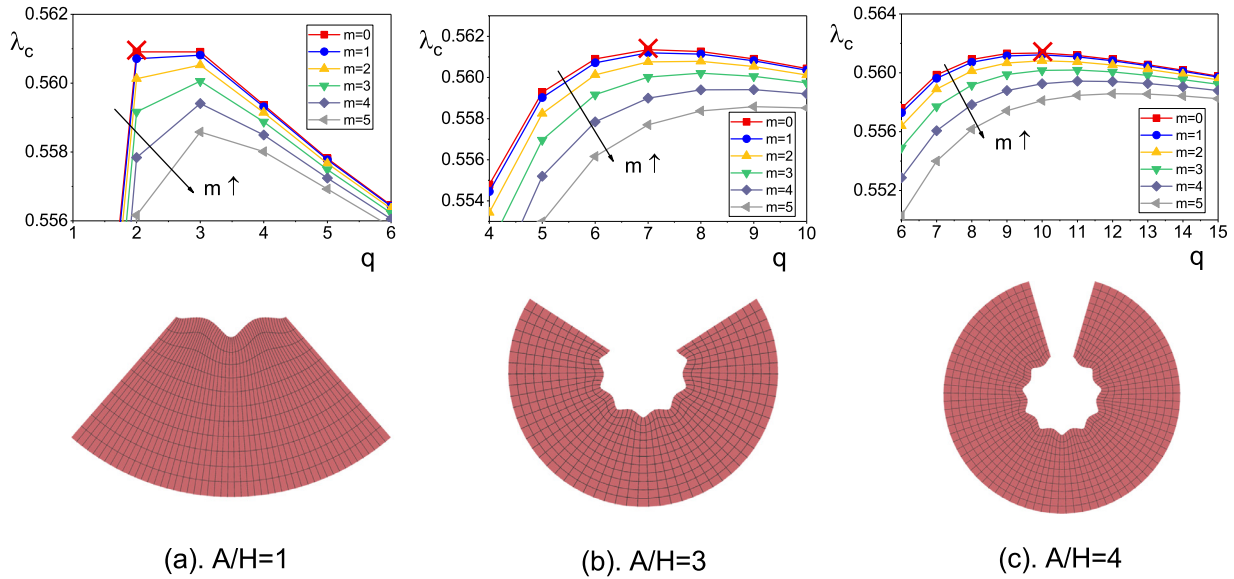 λc
0.562
0.560
0.558
0.556
1 2 3 4 5 6
q
m=0
m=1
m=2
m=3
m=4
m=5
m ↑
λc
0.562
0.560
0.558
0.556
0.554
4 5 6 7 8 9 10
q
m=0
m=1
m=2
m=3
m=4
m=5
m ↑
λc
0.564
0.560
0.556
0.552
6 7 8 9 10 11 12 13 14 15
q
m=0
m=1
m=2
m=3
m=4
m=5
m ↑
(a). A/H=1
(b). A/H=3
(c). A/H=4